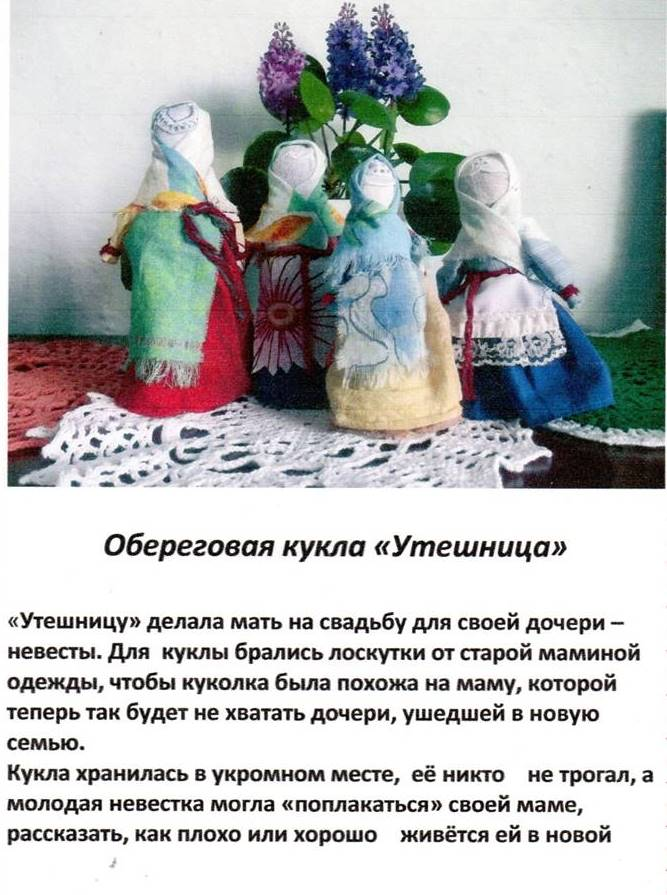 Обереговая кукла «Утешница»
«Утешницу» делала мать на свадьбу для своей дочери –
невесты. Для куклы брались лоскутки от старой маминой
одежды, чтобы куколка была похожа на маму, которой
теперь так будет не хватать дочери, ушедшей в новую
семью.
Кукла хранилась в укромном месте, её никто не трогал, а
молодая невестка могла «поплакаться» своей маме,
рассказать, как плохо или хорошо живётся ей в новой